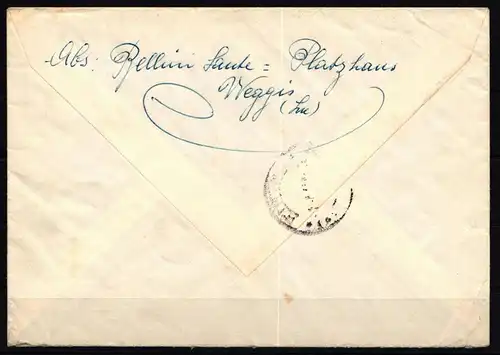 Abs: Bellini Sante = Platzhaus
Weggis
(Lu)